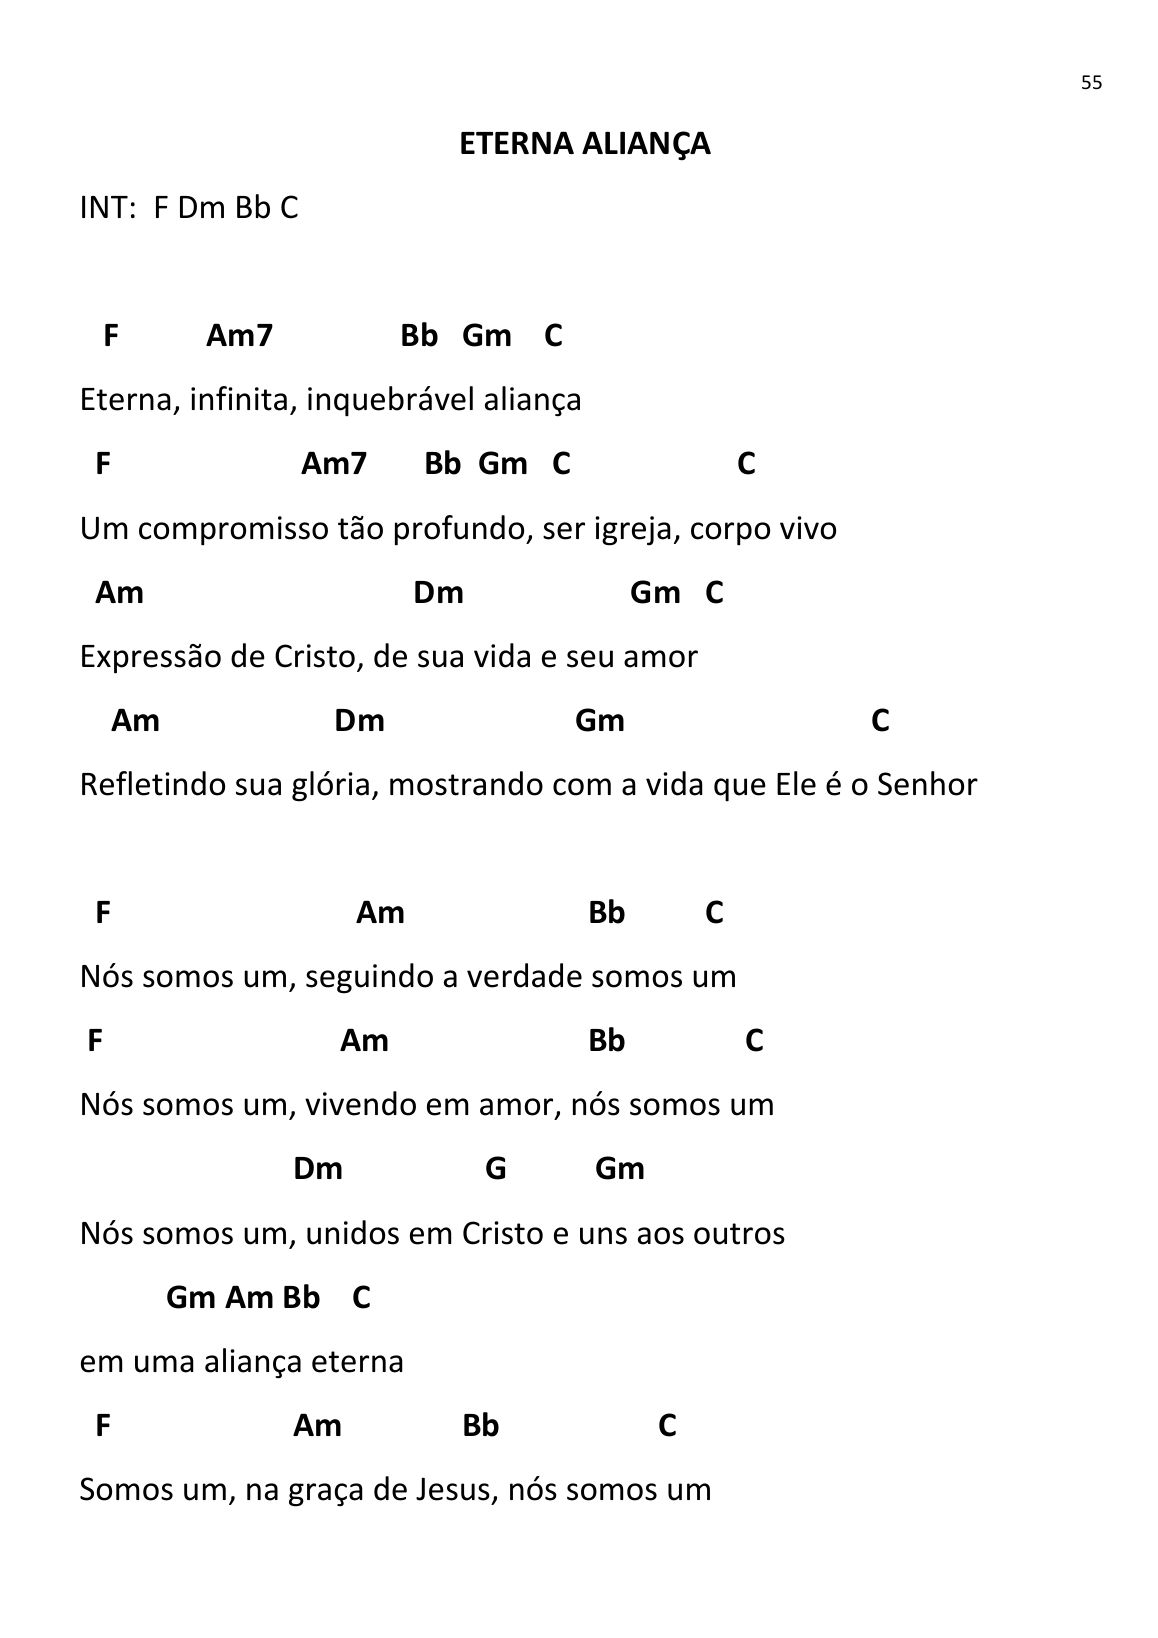 55
ETERNA ALIANÇA
INT:  F Dm Bb C
F Am7 Bb Gm C
Eterna, infinita, inquebrável aliança
F Am7 Bb Gm C C
Um compromisso tão profundo, ser igreja, corpo vivo
Am Dm Gm C
Expressão de Cristo, de sua vida e seu amor
Am Dm Gm C
Refletindo sua glória, mostrando com a vida que Ele é o Senhor
F Am Bb C
Nós somos um, seguindo a verdade somos um
F Am Bb C
Nós somos um, vivendo em amor, nós somos um
Dm G Gm
Nós somos um, unidos em Cristo e uns aos outros
Gm Am Bb C
em uma aliança eterna
F Am Bb C
Somos um, na graça de Jesus, nós somos um